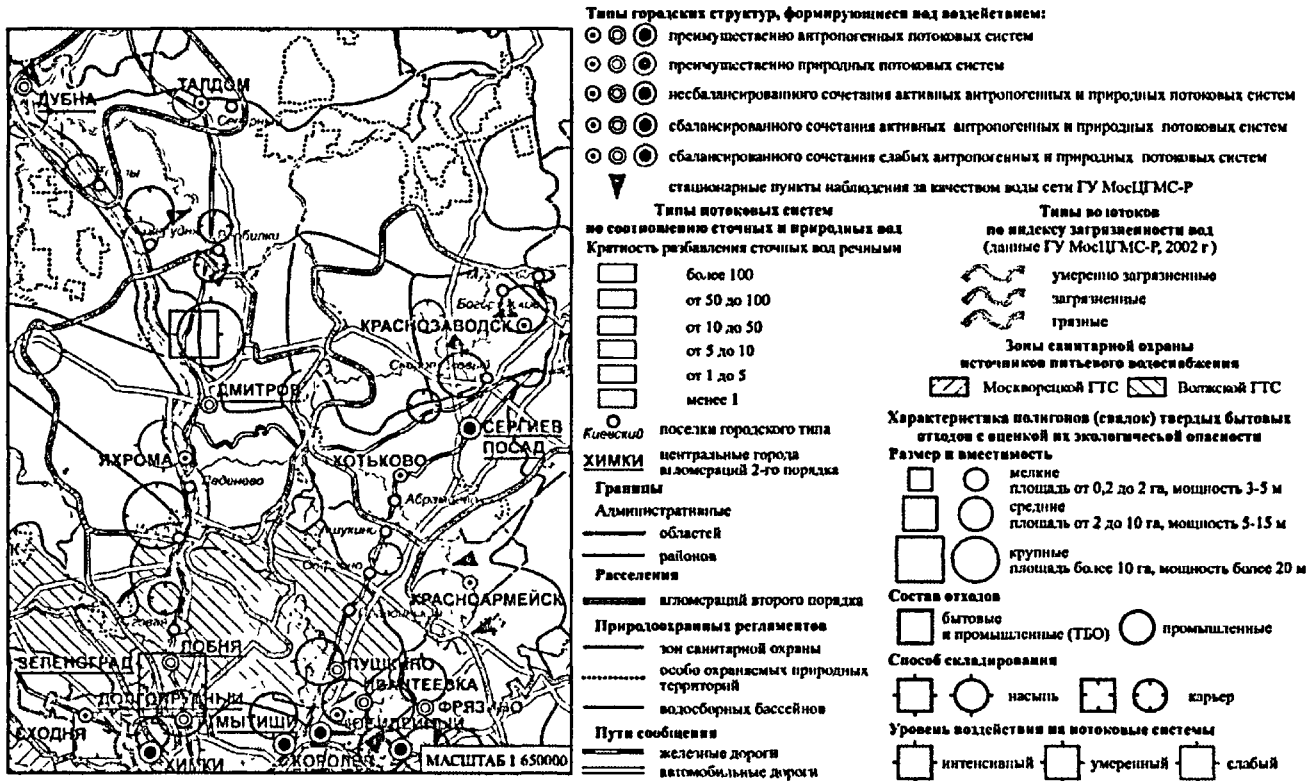 ДУБНА
ТАЛДОМ
КРАСНОЗАВОДСК
ДМИТРОВ
СЕРГИЕВ
ПОСАД
ЯХРОМА
ХОТЬКОВО
Деденево
КРАСНОАРМЕЙСК
ЛОБНЯ
ЗЕЛЕНОГРАД
ПУШКИНО
ИВАНТЕЕВКА
ДОЛГОПРУДНЫЙ
ФРЯЗИНО
МЫТИЩИ
ЮБИЛЕЙНЫЙ
СХОДНЯ
ХИМКИ
КОРОЛЕВ
МАСШТАБ 1 650000
Типы городских структур, формирующиеся под воздействием:
преимущественно антропогенных потоковых систем
преимущественно природных потоковых систем
несбалансированного сочетания активных антропогенных и природных потоковых систем
сбалансированного сочетания активных антропогенных и природных потоковых систем
сбалансированного сочетания слабых антропогенных и природных потоковых систем
стационарные пункты наблюдения за качеством воды сети ГУ МосЦГМС-Р
Типы потоковых систем
по соотношению сточных и природных вод
Кратность разбавления сточных вод речными
более 100
от 50 до 100
от 10 до 50
от 5 до 10
от 1 до 5
менее 1
Киевский
поселки городского типа
ХИМКИ
центральные города
агломераций 2-го порядка
Границы
Административные
областей
районов
Расселения
агломераций второго порядка
Природоохранных регламентов
зон санитарной охраны
особо охраняемых природных
территорий
водосборных бассейнов
Пути сообщения
железные дороги
автомобильные дороги
Типы водотоков
по индексу загрязненности вод
(данные ГУ МосЦГМС-Р, 2002 г)
умеренно загрязненные
загрязненные
грязные
Зоны санитарной охраны
источников питьевого водоснабжения
Москворецкой ГТС
Волжской ГТС
Характеристика полигонов (свалок) твердых бытовых
отходов с оценкой их экологической опасности
Размер и вместимость
мелкие
площадь от 0,2 до 2 га, мощность 3-5 м
средние
площадь от 2 до 10 га, мощность 5-15 м
крупные
площадь более 10 га, мощность более 20 м
Состав отходов
бытовые
и промышленные (ТБО)
промышленные
Способ складирования
насыпь
карьер
Уровень воздействия на потоковые системы
интенсивный
умеренный
слабый